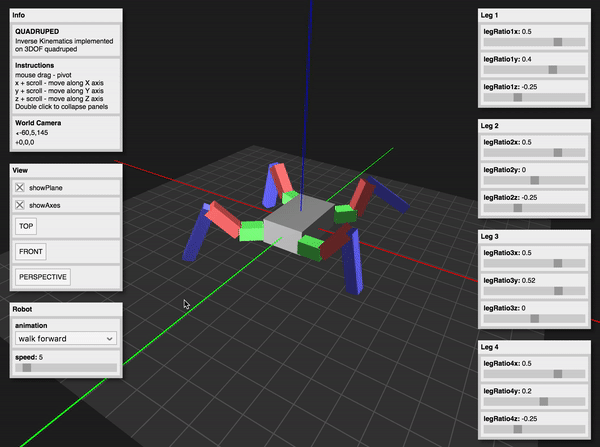 Info
QUADRUPED
Inverse Kinematics implemented
on 3DOF quadruped
Instructions
mouse drag - pivot
x + scroll - move along X axis
y + scroll - move along Y axis
z + scroll - move along Z axis
Double click to collapse panels
World Camera
<-60,5,145
+0,0,0
View
showPlane
showAxes
TOP
FRONT
PERSPECTIVE
Robot
animation
walk forward
speed: 5
Leg 1
legRatio1x: 0.5
legRatio1y: 0.4
legRatio1z: -0.25
Leg 2
legRatio2x: 0.5
legRatio2y: 0
legRatio2z: -0.25
Leg 3
legRatio3x: 0.5
legRatio3y: 0.52
legRatio3z: 0
Leg 4
legRatio4x: 0.5
legRatio4y: 0.2
legRatio4z: -0.25